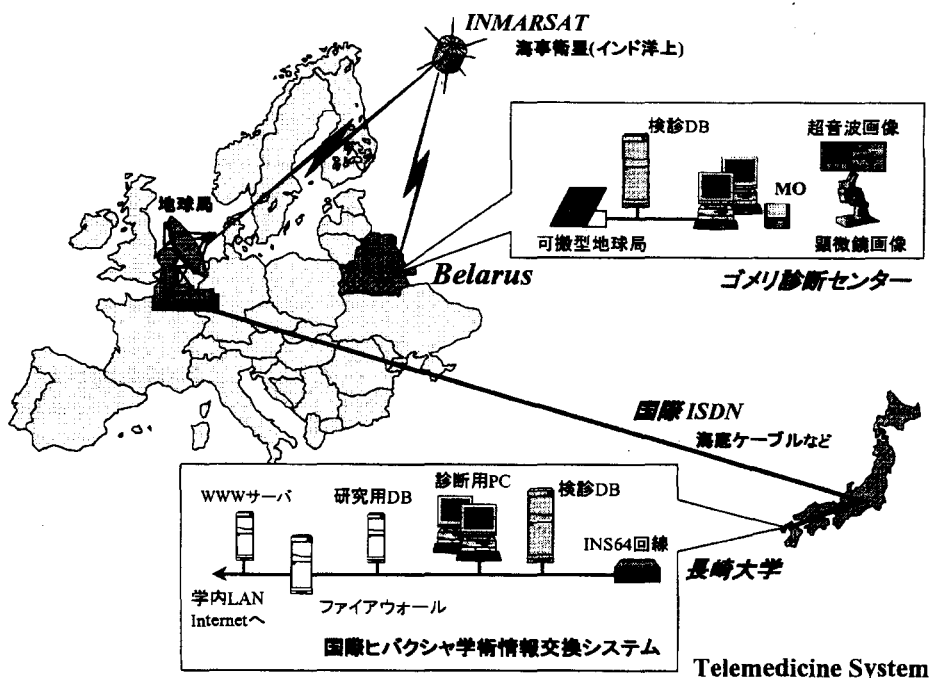 INMARSAT
海事衛星(インド洋上)
地球局
検診DB
超音波画像
MO
可搬型地球局
顕微鏡画像
Belarus
ゴメリ診断センター
国際ISDN
海底ケーブルなど
WWWサーバ
研究用DB
診断用PC
検診DB
INS64回線
長崎大学
学内LAN
Internetへ
ファイアウォール
国際ヒバクシャ学術情報交換システム
Telemedicine System